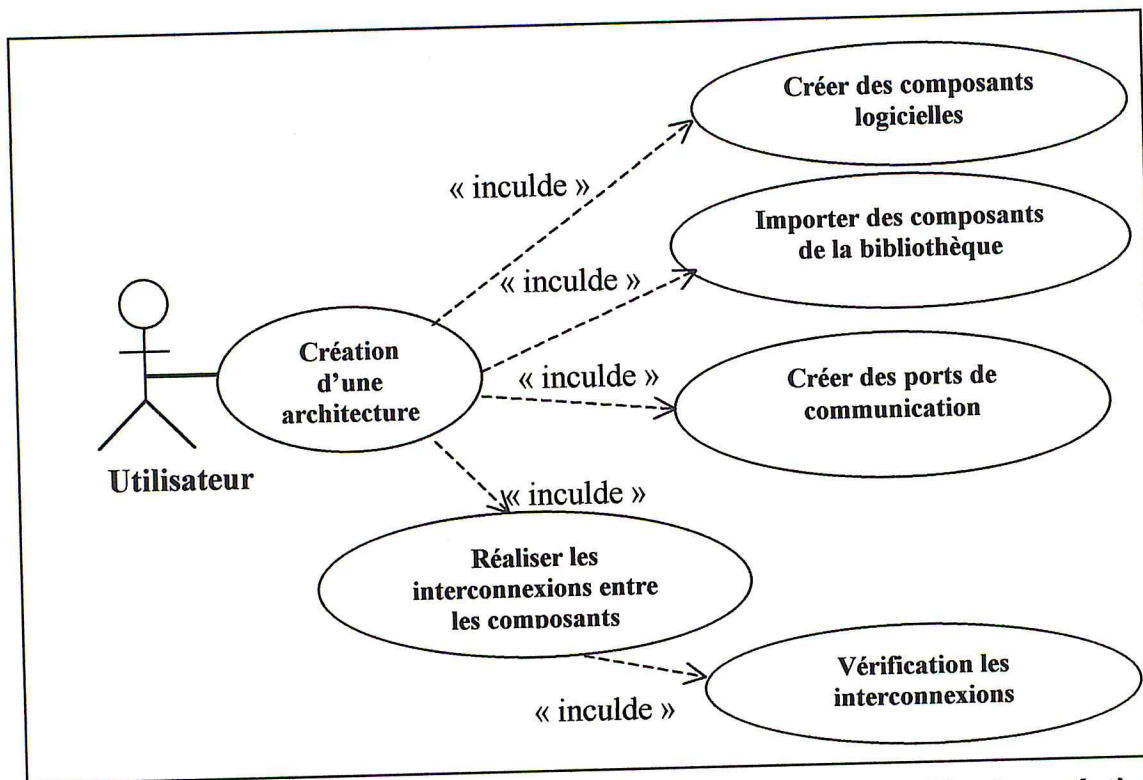 Créer des composants
logicielles
« inculde »
Importer des composants
de la bibliothèque
« inculde »
Création
d'une
architecture
« inculde »
Créer des ports de
communication
Utilisateur
« inculde »
Réaliser les
interconnexions entre
les composants
Vérification les
interconnexions
« inculde »